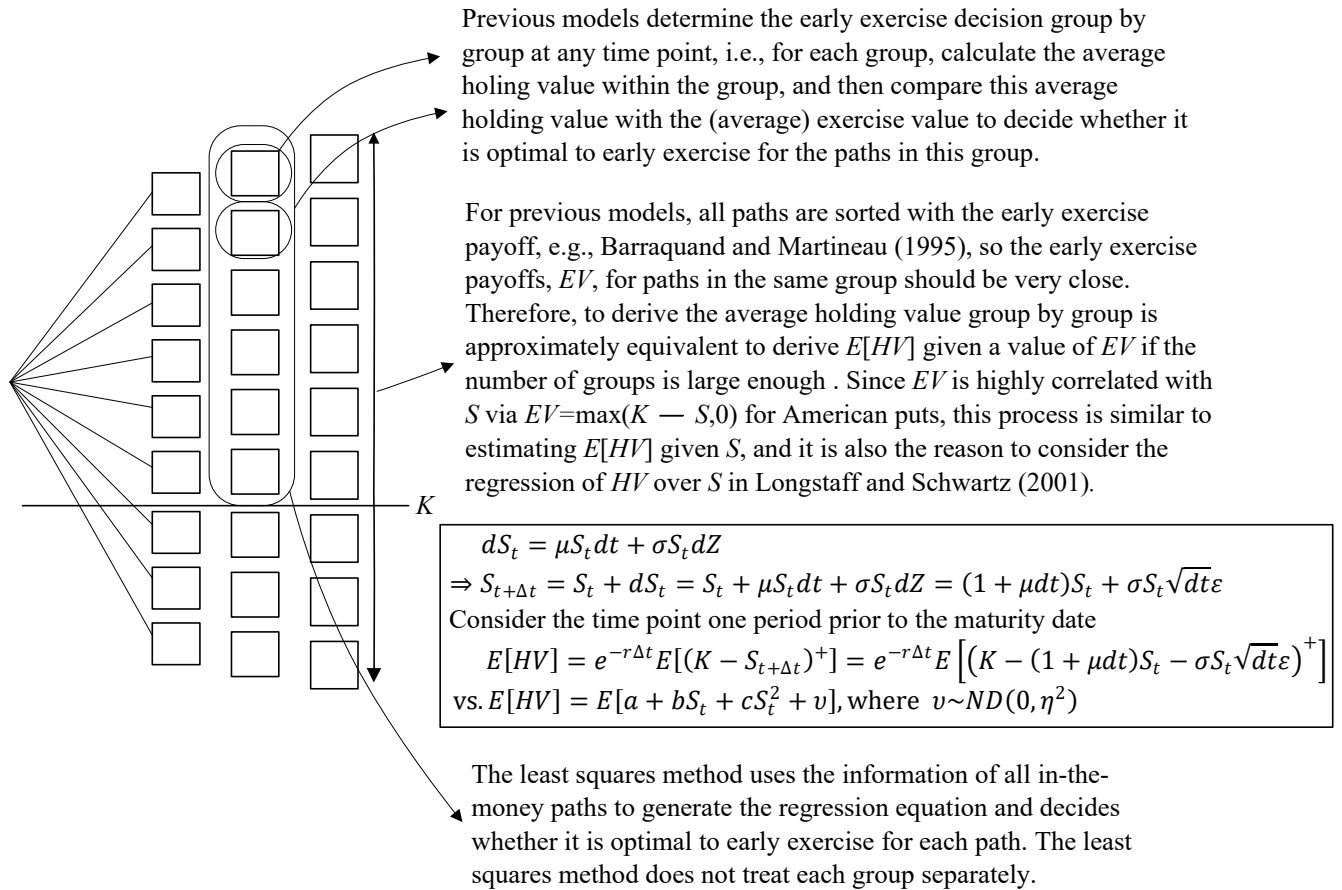 Previous models determine the early exercise decision group by
group at any time point, i.e., for each group, calculate the average
holing value within the group, and then compare this average
holding value with the (average) exercise value to decide whether it
is optimal to early exercise for the paths in this group.
For previous models, all paths are sorted with the early exercise
payoff, e.g., Barraquand and Martineau (1995), so the early exercise
payoffs, EV, for paths in the same group should be very close.
Therefore, to derive the average holding value group by group is
approximately equivalent to derive E[HV] given a value of EV if the
number of groups is large enough . Since EV is highly correlated with
S via EV=max(K — S,0) for American puts, this process is similar to
estimating E[HV] given S, and it is also the reason to consider the
regression of HV over S in Longstaff and Schwartz (2001).
K
dS_t = μS_t dt + σS_t dZ
⇒ S_{t+Δt} = S_t + dS_t = S_t + μS_t dt + σS_t dZ = (1 + μdt)S_t + σS_t√dtε
Consider the time point one period prior to the maturity date
E[HV] = e^{−rΔt}E[(K − S_{t+Δt})^+] = e^{−rΔt}E[(K − (1 + μdt)S_t − σS_t√dtε)^+]
vs. E[HV] = E[a + bS_t + cS_t^2 + υ], where υ~ND(0, η^2)
The least squares method uses the information of all in-the-
money paths to generate the regression equation and decides
whether it is optimal to early exercise for each path. The least
squares method does not treat each group separately.